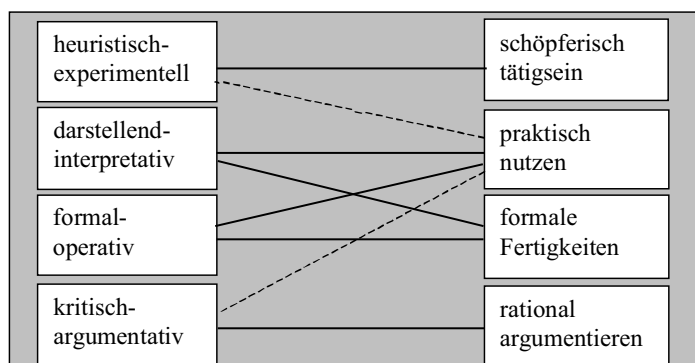 heuristisch-
experimentell
darstellend-
interpretativ
formal-
operativ
kritisch-
argumentativ
schöpferisch
tätigsein
praktisch
nutzen
formale
Fertigkeiten
rational
argumentieren